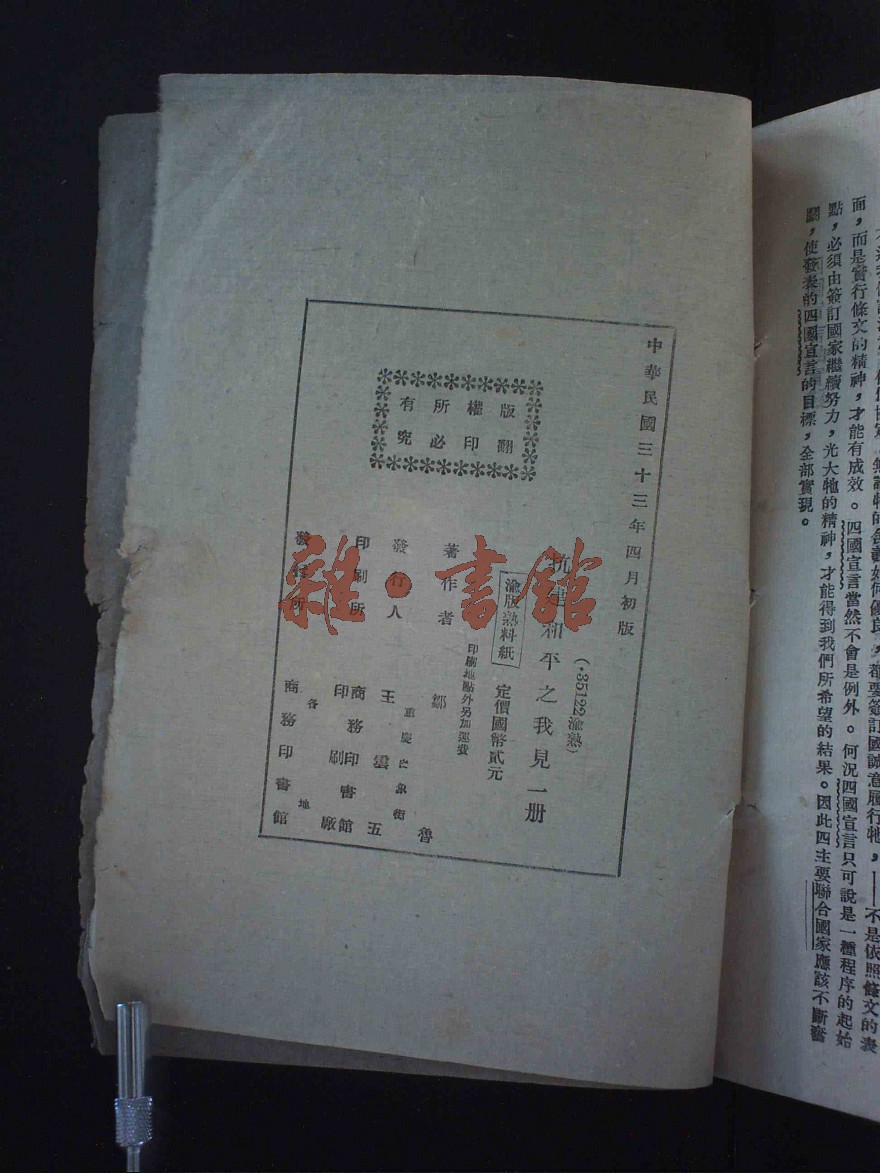 面，而是實行條文的精神，才能有成效。四國宣言當然不會是例外。何況四國宣言只可說是一種程序的起始
點，必須由簽訂國家繼續努力，光大牠的精神，才能得到我們所希望的結果。因此四主要聯合國家應該不斷奮
鬭，使發表的四國宣言的目標，全部實現。
中華民國三十三年四月初版
(·35122渝熟)
抗建和平之我見一册
渝版熟料紙
定價國幣貳元
印刷地點外另加運費
版權所有
翻印必究
著作者 鄒魯
發行人 重慶白象街 王雲五
印刷所 商務印書館印刷廠
發行所 各地 商務印書館
雜·書館